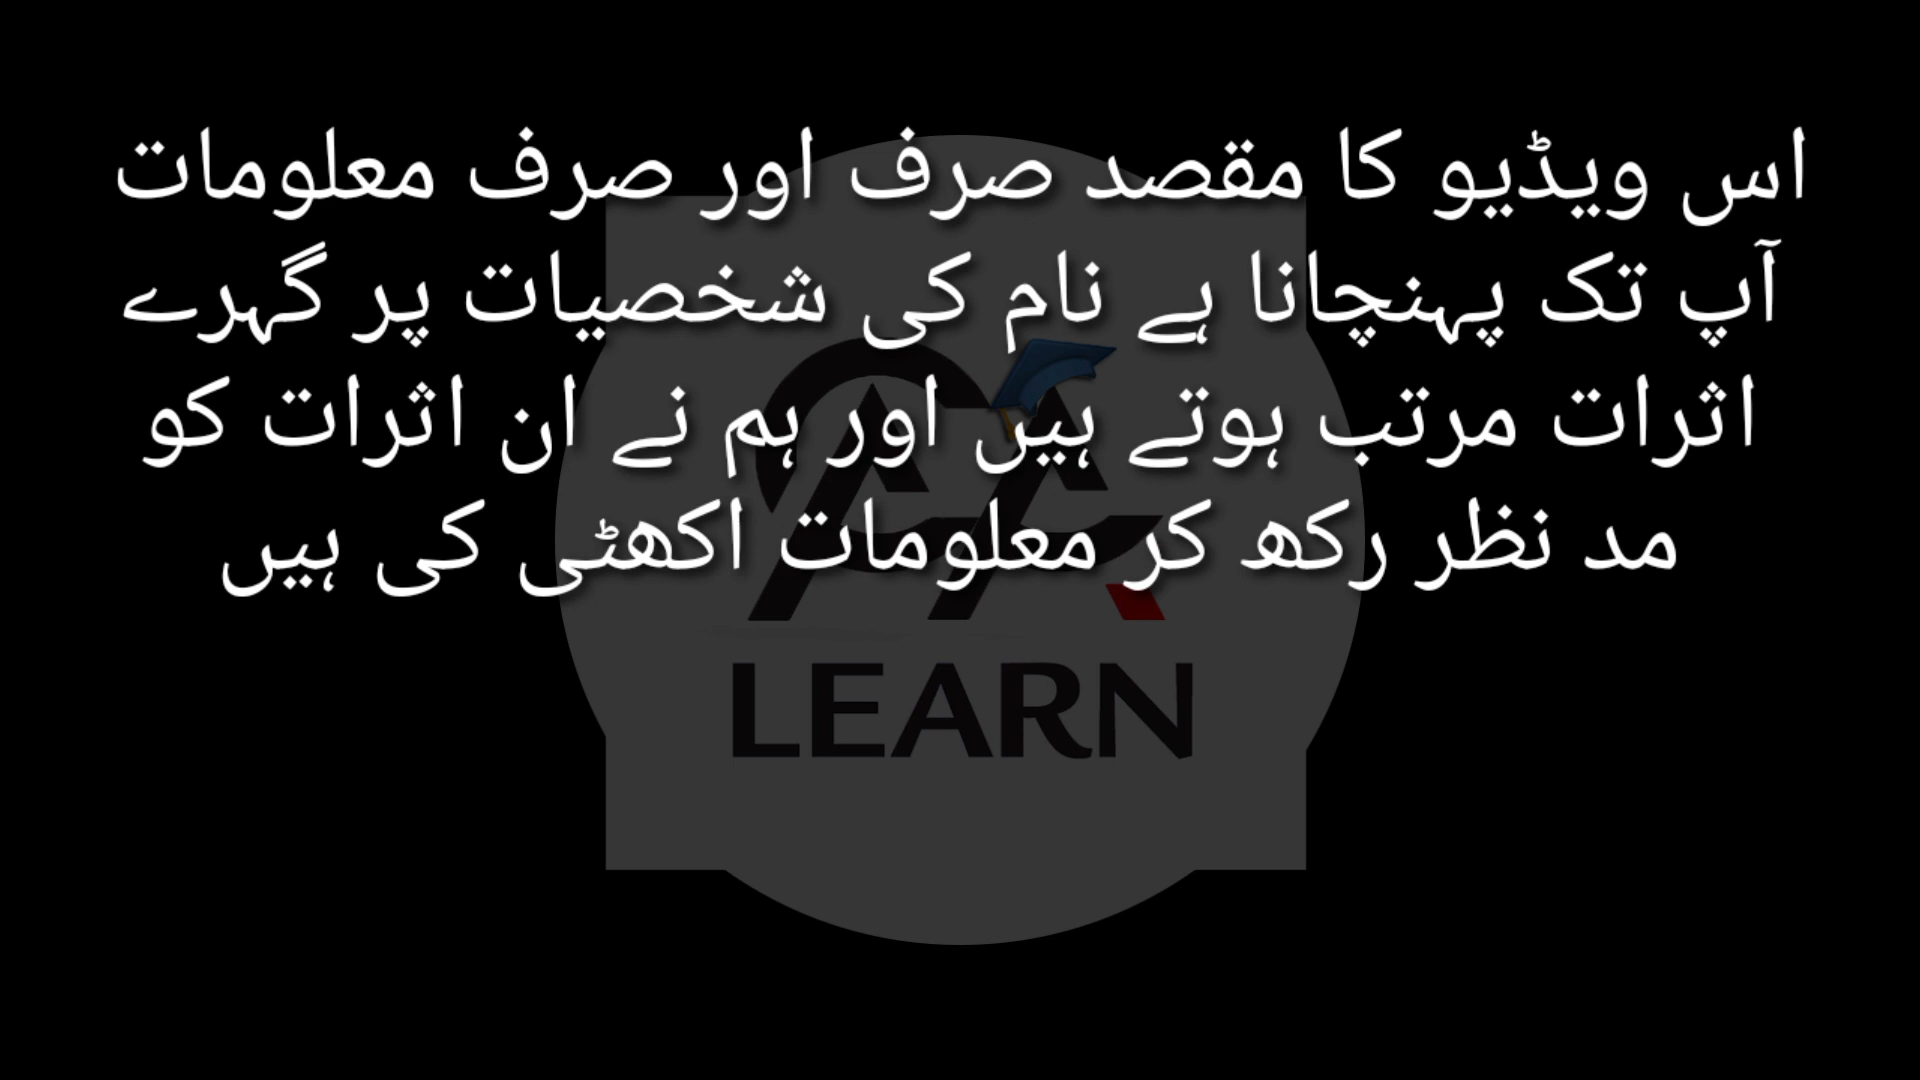 اس ویڈیو کا مقصد صرف اور صرف معلومات
آپ تک پہنچانا ہے نام کی شخصیات پر گہرے
اثرات مرتب ہوتے ہیں اور ہم نے ان اثرات کو
مد نظر رکھ کر معلومات اکھٹی کی ہیں
LEARN